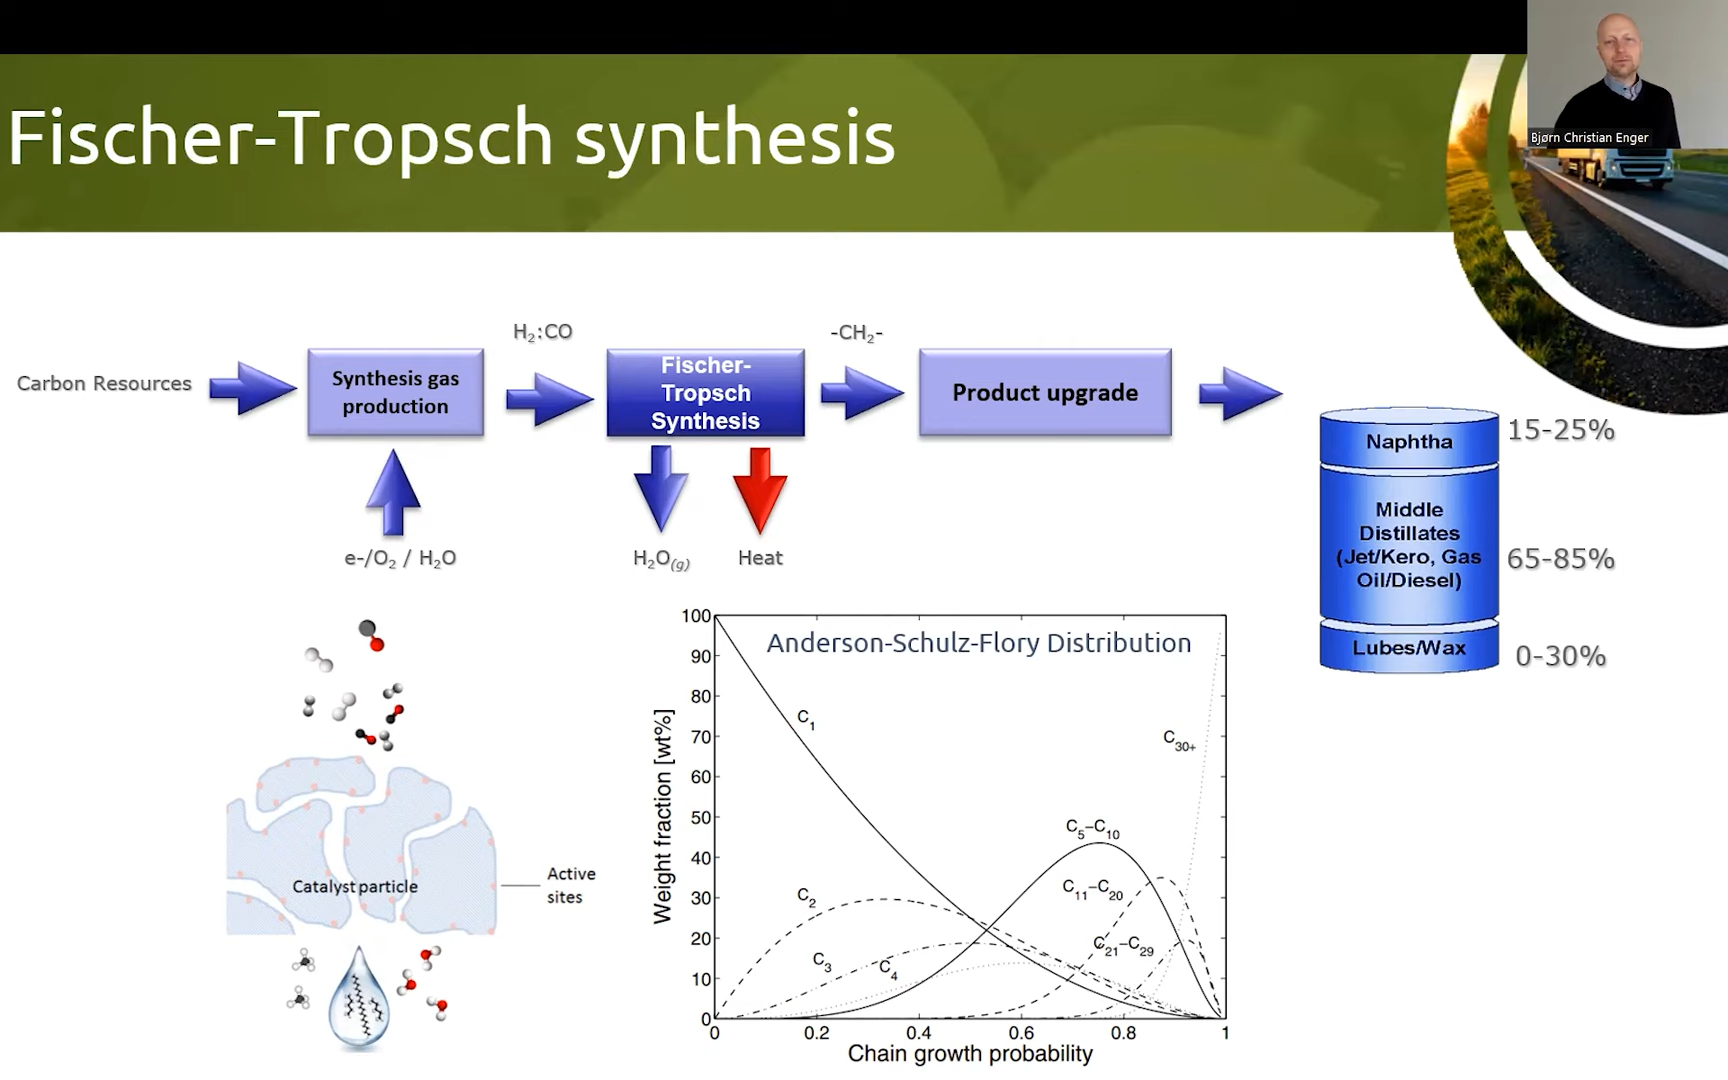 Bjørn Christian Enger
Fischer-Tropsch synthesis
H₂:CO
-CH₂-
Carbon Resources
Synthesis gas
production
Fischer-
Tropsch
Synthesis
Product upgrade
e-/O₂ / H₂O
H₂O(g)
Heat
Naphtha
15-25%
Middle
Distillates
(Jet/Kero, Gas
Oil/Diesel)
65-85%
Lubes/Wax
0-30%
Catalyst particle
Active
sites
Anderson-Schulz-Flory Distribution
Weight fraction [wt%]
100
90
80
70
60
50
40
30
20
10
0
C₁
C₂
C₃
C₄
C₅–C₁₀
C₁₁–C₂₀
C₂₁–C₂₉
C₃₀₊
0
0.2
0.4
0.6
0.8
1
Chain growth probability